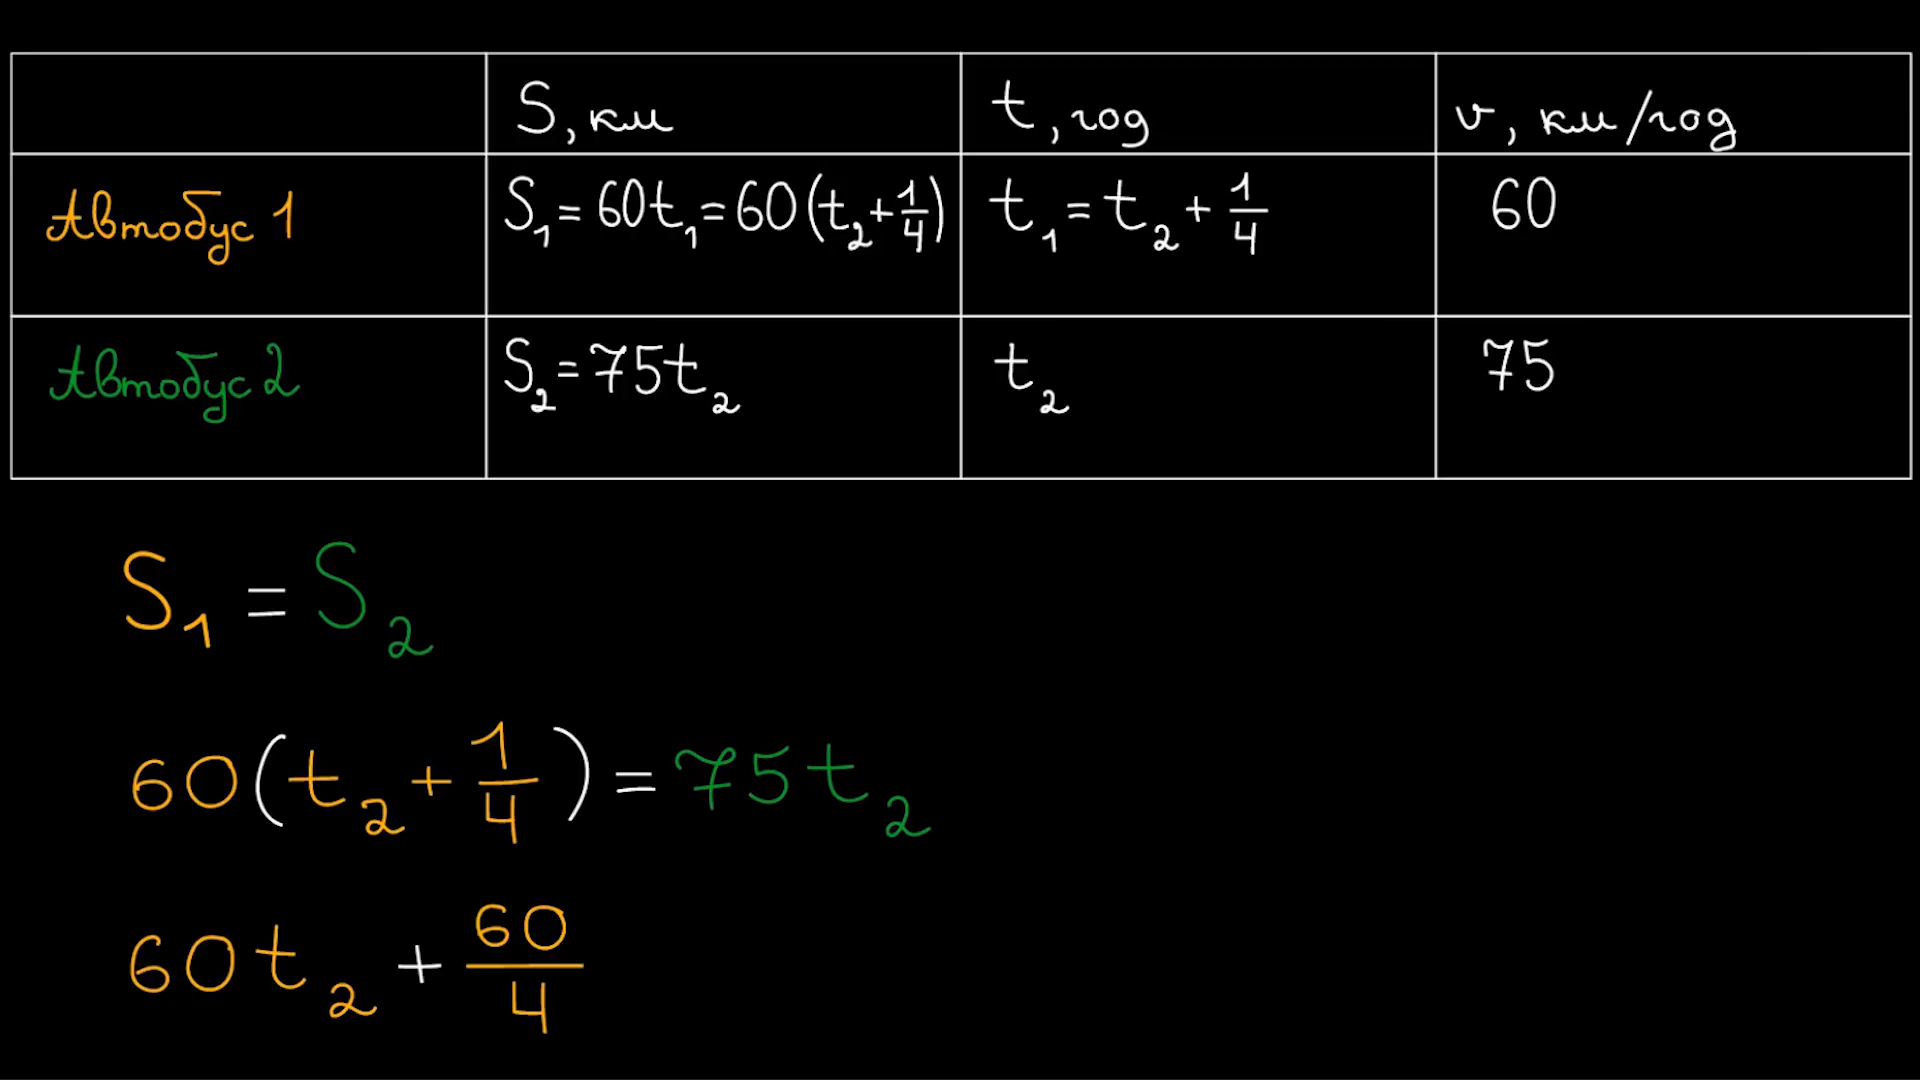 S, км t, год v, км/год
Автобус 1 S₁ = 60t₁ = 60(t₂ + 1/4) t₁ = t₂ + 1/4 60
Автобус 2 S₂ = 75t₂ t₂ 75
S₁ = S₂
60(t₂ + 1/4) = 75t₂
60t₂ + 60/4